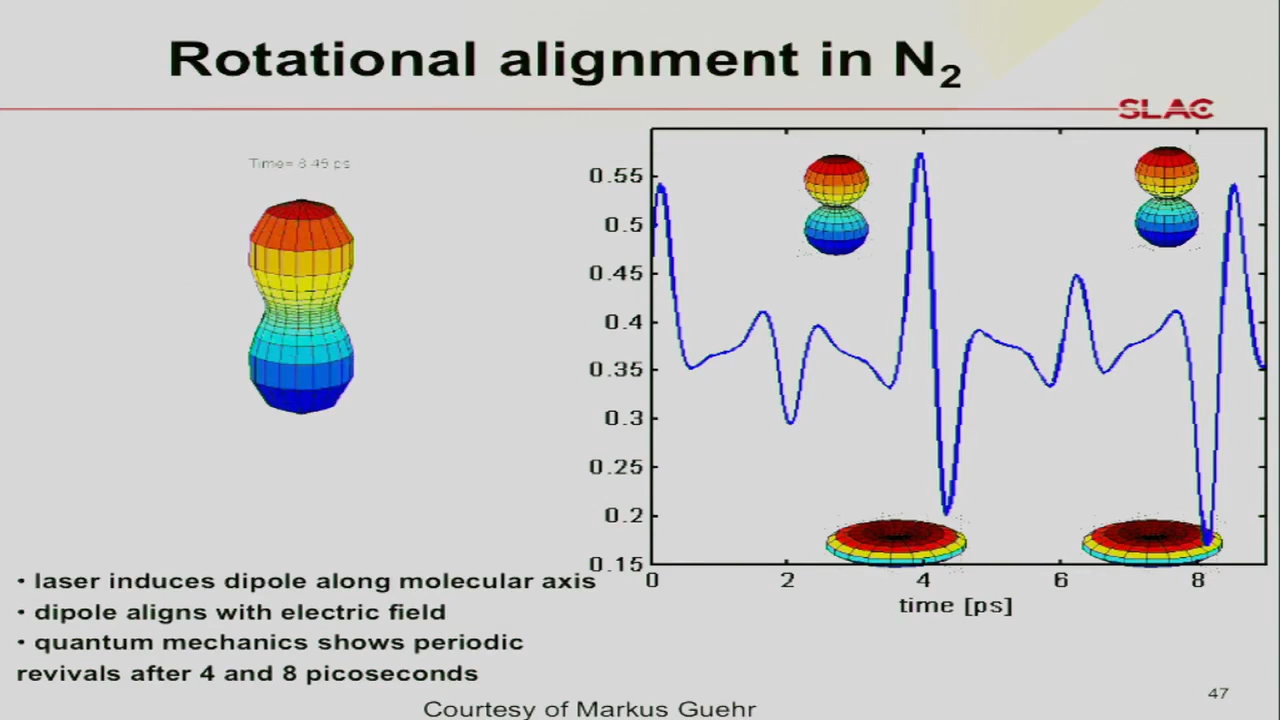 Rotational alignment in N₂
SLAC
Time= 8.46 ps
0.55
0.5
0.45
0.4
0.35
0.3
0.25
0.2
0.15
0
2
4
6
8
time [ps]
• laser induces dipole along molecular axis
• dipole aligns with electric field
• quantum mechanics shows periodic
revivals after 4 and 8 picoseconds
47
Courtesy of Markus Guehr